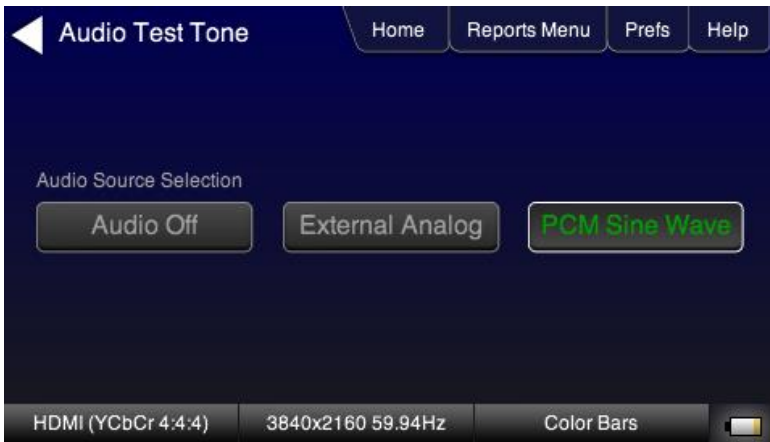 Audio Test Tone
Home
Reports Menu
Prefs
Help
Audio Source Selection
Audio Off
External Analog
PCM Sine Wave
HDMI (YCbCr 4:4:4)
3840x2160 59.94Hz
Color Bars